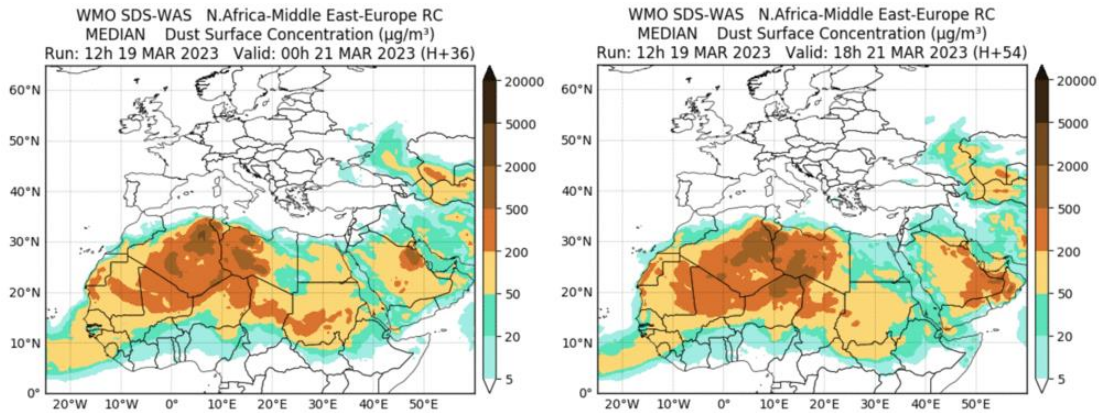 WMO SDS-WAS N.Africa-Middle East-Europe RC
MEDIAN Dust Surface Concentration (µg/m³)
Run: 12h 19 MAR 2023 Valid: 00h 21 MAR 2023 (H+36)
60°N
50°N
40°N
30°N
20°N
10°N
0°
20°W
10°W
0°
10°E
20°E
30°E
40°E
50°E
20000
5000
2000
500
200
50
20
5
WMO SDS-WAS N.Africa-Middle East-Europe RC
MEDIAN Dust Surface Concentration (µg/m³)
Run: 12h 19 MAR 2023 Valid: 18h 21 MAR 2023 (H+54)
60°N
50°N
40°N
30°N
20°N
10°N
0°
20°W
10°W
0°
10°E
20°E
30°E
40°E
50°E
20000
5000
2000
500
200
50
20
5